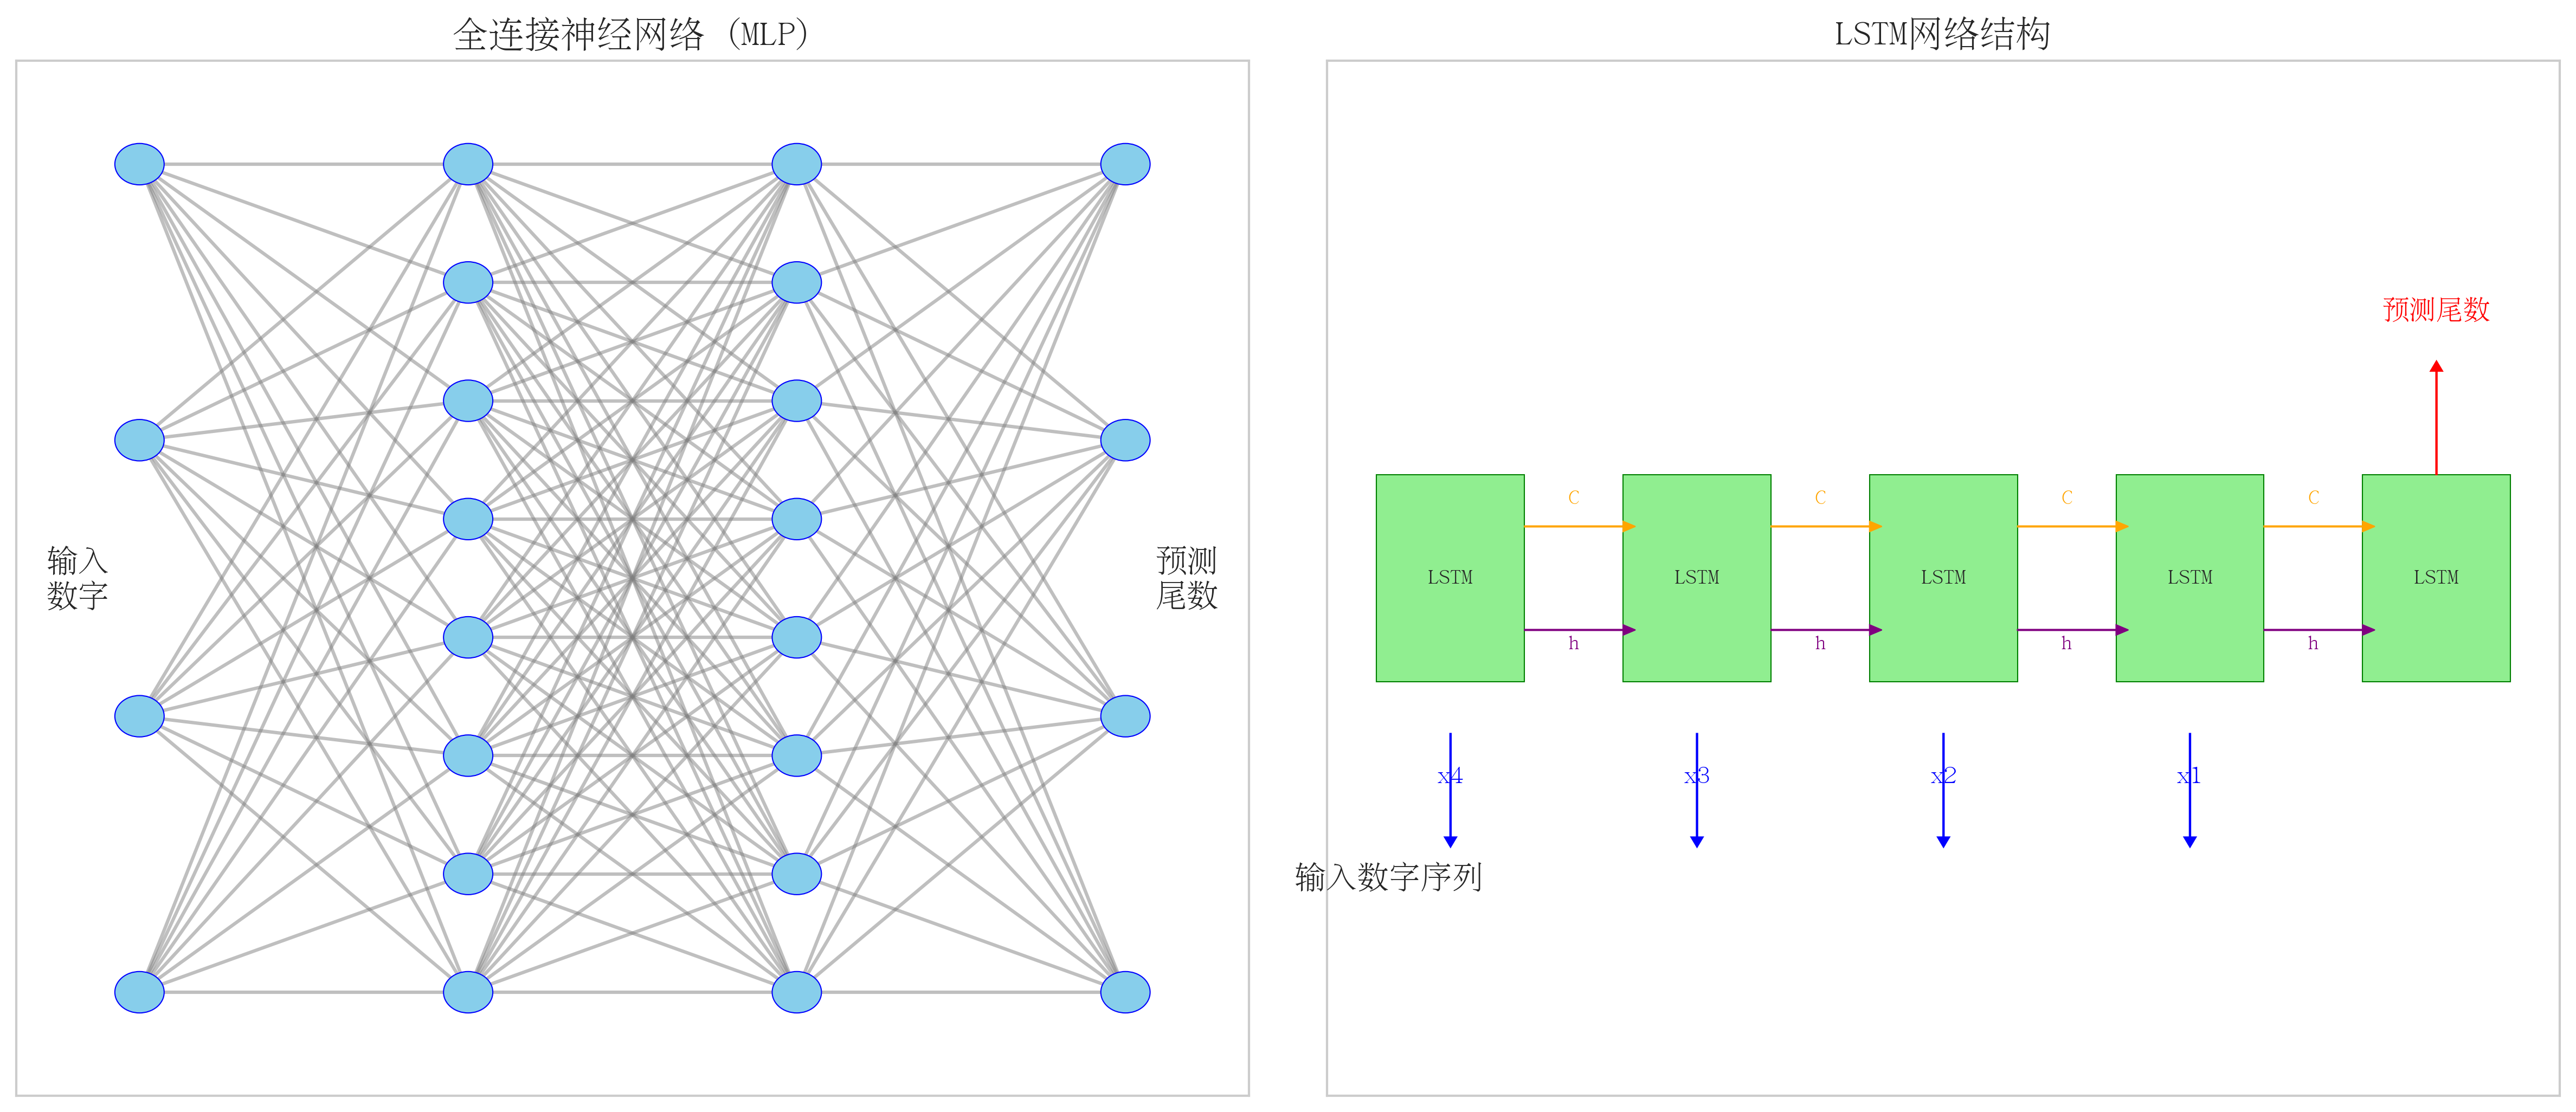 全连接神经网络 (MLP)
输入
数字
预测
尾数
LSTM网络结构
预测尾数
C
C
C
C
LSTM
LSTM
LSTM
LSTM
LSTM
h
h
h
h
x4
x3
x2
x1
输入数字序列